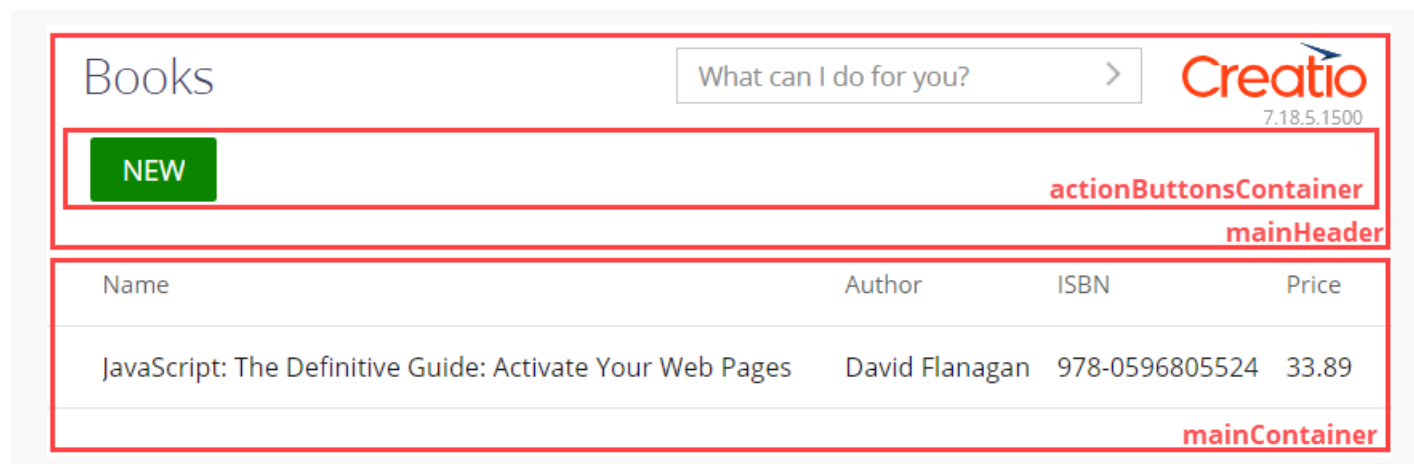 Books
What can I do for you?
Creatio
7.18.5.1500
NEW
actionButtonsContainer
mainHeader
Name Author ISBN Price
JavaScript: The Definitive Guide: Activate Your Web Pages David Flanagan 978-0596805524 33.89
mainContainer